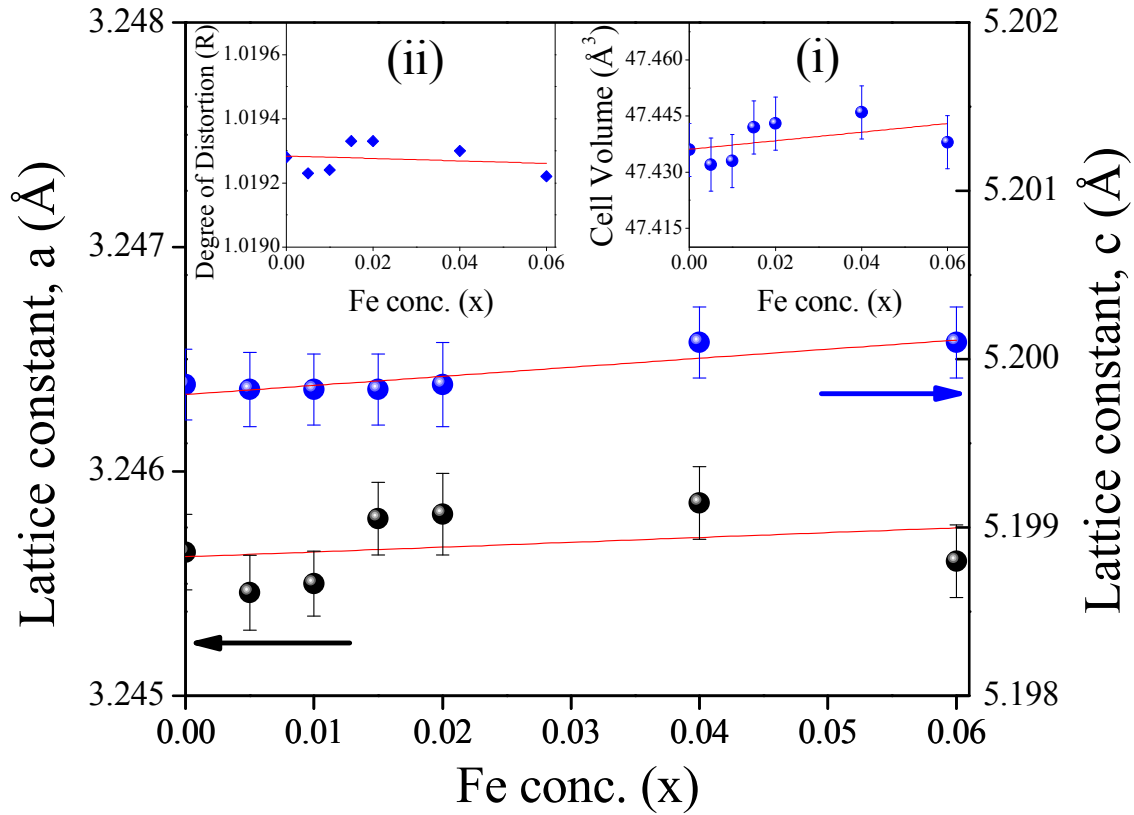 3.248
3.247
3.246
3.245
Lattice constant, a (Å)
5.202
5.201
5.200
5.199
5.198
Lattice constant, c (Å)
0.00 0.01 0.02 0.03 0.04 0.05 0.06
Fe conc. (x)
(ii)
1.0196
1.0194
1.0192
1.0190
Degree of Distortion (R)
0.00 0.02 0.04 0.06
Fe conc. (x)
(i)
47.460
47.445
47.430
47.415
Cell Volume (Å³)
0.00 0.02 0.04 0.06
Fe conc. (x)